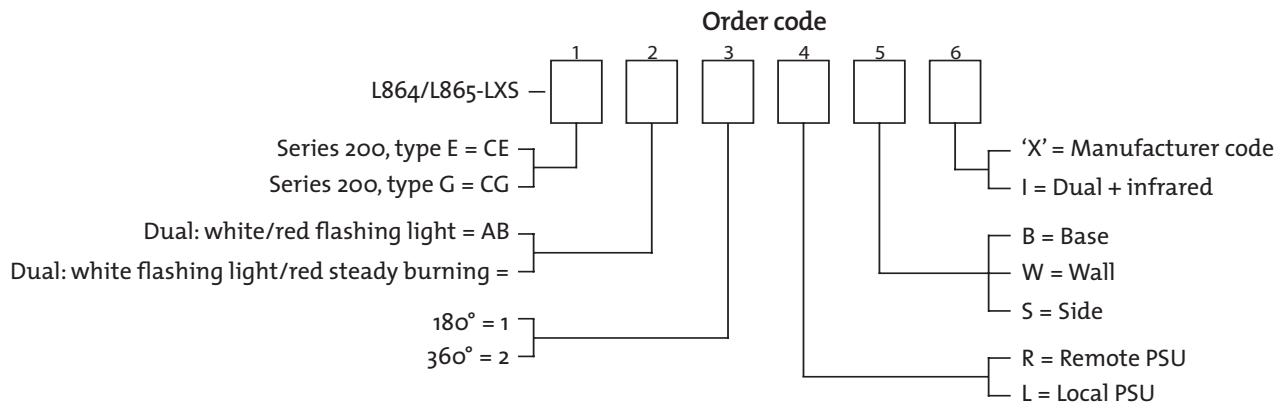 Order code
1 2 3 4 5 6
L864/L865-LXS
Series 200, type E = CE
Series 200, type G = CG
Dual: white/red flashing light = AB
Dual: white flashing light/red steady burning =
180° = 1
360° = 2
‘X’ = Manufacturer code
I = Dual + infrared
B = Base
W = Wall
S = Side
R = Remote PSU
L = Local PSU